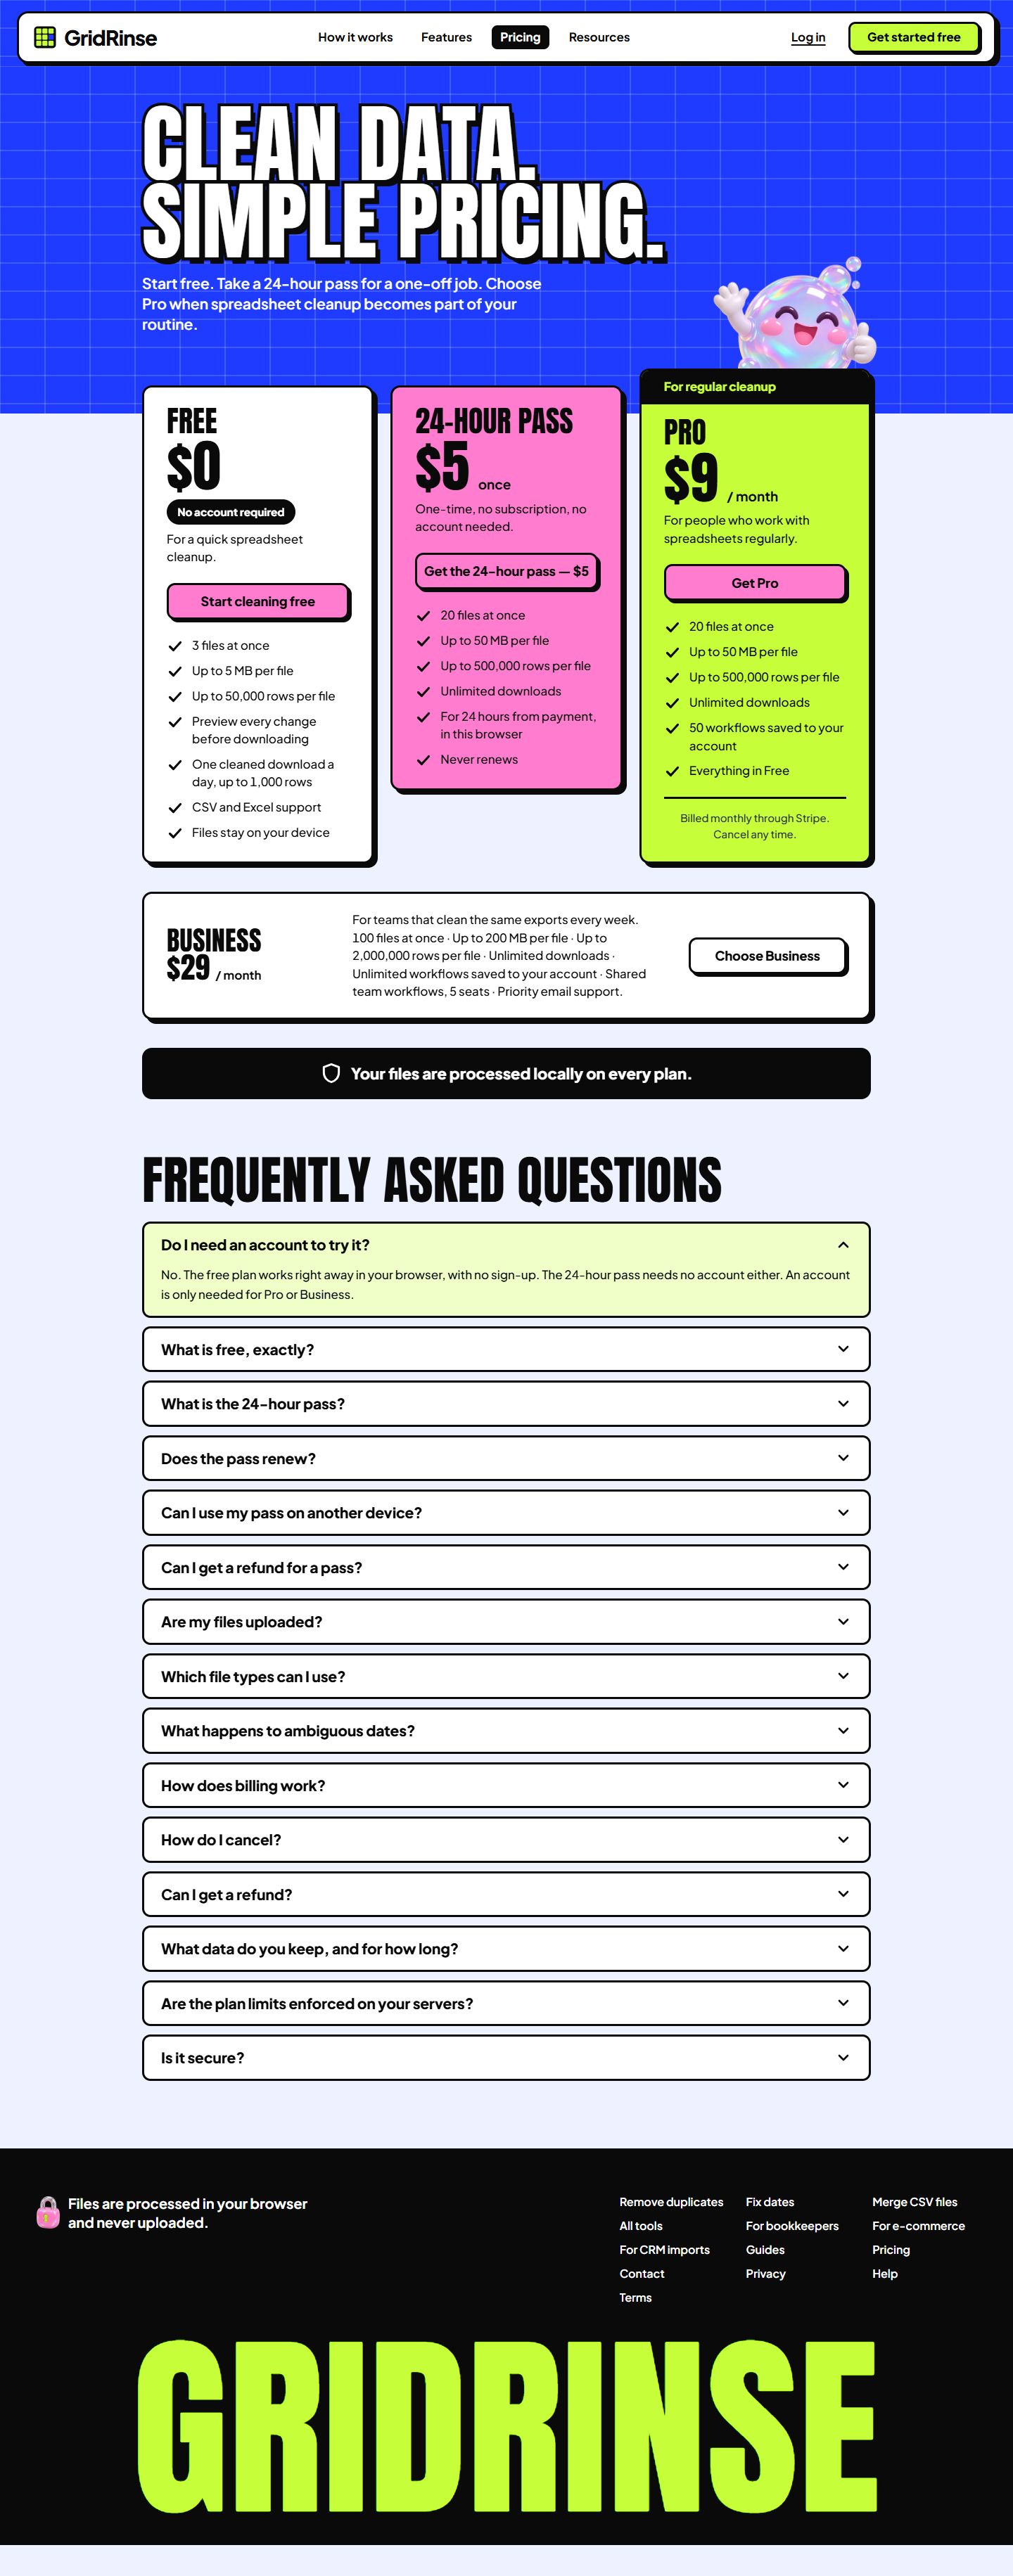 GridRinse
How it works
Features
Pricing
Resources
Log in
Get started free
CLEAN DATA.
SIMPLE PRICING.
Start free. Take a 24-hour pass for a one-off job. Choose
Pro when spreadsheet cleanup becomes part of your
routine.
FREE
$0
No account required
For a quick spreadsheet
cleanup.
Start cleaning free
3 files at once
Up to 5 MB per file
Up to 50,000 rows per file
Preview every change
before downloading
One cleaned download a
day, up to 1,000 rows
CSV and Excel support
Files stay on your device
24-HOUR PASS
$5 once
One-time, no subscription, no
account needed.
Get the 24-hour pass — $5
20 files at once
Up to 50 MB per file
Up to 500,000 rows per file
Unlimited downloads
For 24 hours from payment,
in this browser
Never renews
For regular cleanup
PRO
$9 / month
For people who work with
spreadsheets regularly.
Get Pro
20 files at once
Up to 50 MB per file
Up to 500,000 rows per file
Unlimited downloads
50 workflows saved to your
account
Everything in Free
Billed monthly through Stripe.
Cancel any time.
BUSINESS
$29 / month
For teams that clean the same exports every week.
100 files at once · Up to 200 MB per file · Up to
2,000,000 rows per file · Unlimited downloads ·
Unlimited workflows saved to your account · Shared
team workflows, 5 seats · Priority email support.
Choose Business
Your files are processed locally on every plan.
FREQUENTLY ASKED QUESTIONS
Do I need an account to try it?
No. The free plan works right away in your browser, with no sign-up. The 24-hour pass needs no account either. An account
is only needed for Pro or Business.
What is free, exactly?
What is the 24-hour pass?
Does the pass renew?
Can I use my pass on another device?
Can I get a refund for a pass?
Are my files uploaded?
Which file types can I use?
What happens to ambiguous dates?
How does billing work?
How do I cancel?
Can I get a refund?
What data do you keep, and for how long?
Are the plan limits enforced on your servers?
Is it secure?
Files are processed in your browser
and never uploaded.
Remove duplicates
Fix dates
Merge CSV files
All tools
For bookkeepers
For e-commerce
For CRM imports
Guides
Pricing
Contact
Privacy
Help
Terms
GRIDRINSE